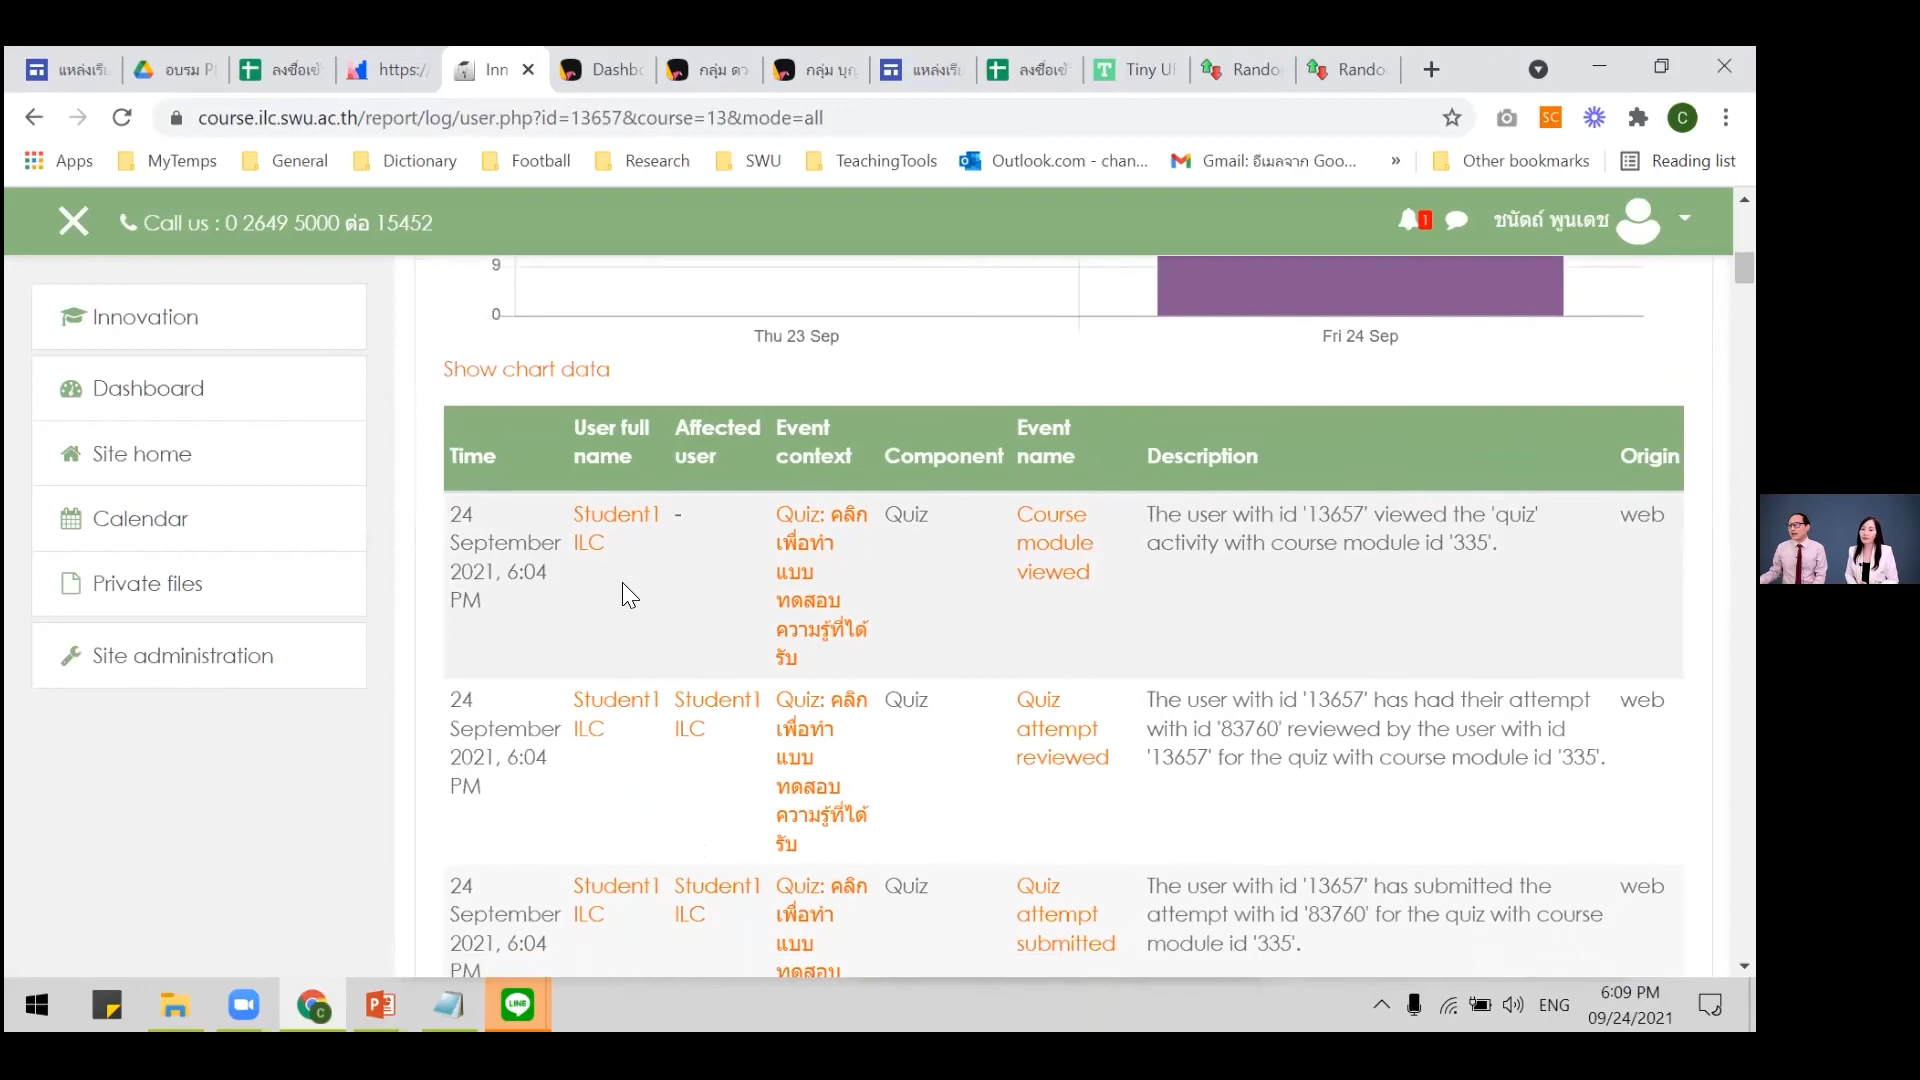 แหล่งเรี
อบรม P
ลงชื่อเข้
https:/
Inn
Dashb
กลุ่ม ดา
กลุ่ม บุญ
แหล่งเรี
ลงชื่อเข้
Tiny U
Rando
Rando
course.ilc.swu.ac.th/report/log/user.php?id=13657&course=13&mode=all
SC
C
Apps
MyTemps
General
Dictionary
Football
Research
SWU
TeachingTools
Outlook.com - chan...
Gmail: อีเมลจาก Goo...
»
Other bookmarks
Reading list
Call us : 0 2649 5000 ต่อ 15452
1
ชนัตถ์ พูนเดช
Innovation
Dashboard
Site home
Calendar
Private files
Site administration
9
0
Thu 23 Sep
Fri 24 Sep
Show chart data
Time
User full name
Affected user
Event context
Component
Event name
Description
Origin
24 September 2021, 6:04 PM
Student1 ILC
-
Quiz: คลิก
เพื่อทำ
แบบ
ทดสอบ
ความรู้ที่ได้
รับ
Quiz
Course module viewed
The user with id '13657' viewed the 'quiz'
activity with course module id '335'.
web
24 September 2021, 6:04 PM
Student1 ILC
Student1 ILC
Quiz: คลิก
เพื่อทำ
แบบ
ทดสอบ
ความรู้ที่ได้
รับ
Quiz
Quiz attempt reviewed
The user with id '13657' has had their attempt
with id '83760' reviewed by the user with id
'13657' for the quiz with course module id '335'.
web
24 September 2021, 6:04 PM
Student1 ILC
Student1 ILC
Quiz: คลิก
เพื่อทำ
แบบ
ทดสอบ
Quiz
Quiz attempt submitted
The user with id '13657' has submitted the
attempt with id '83760' for the quiz with course
module id '335'.
web
LINE
ENG
6:09 PM
09/24/2021